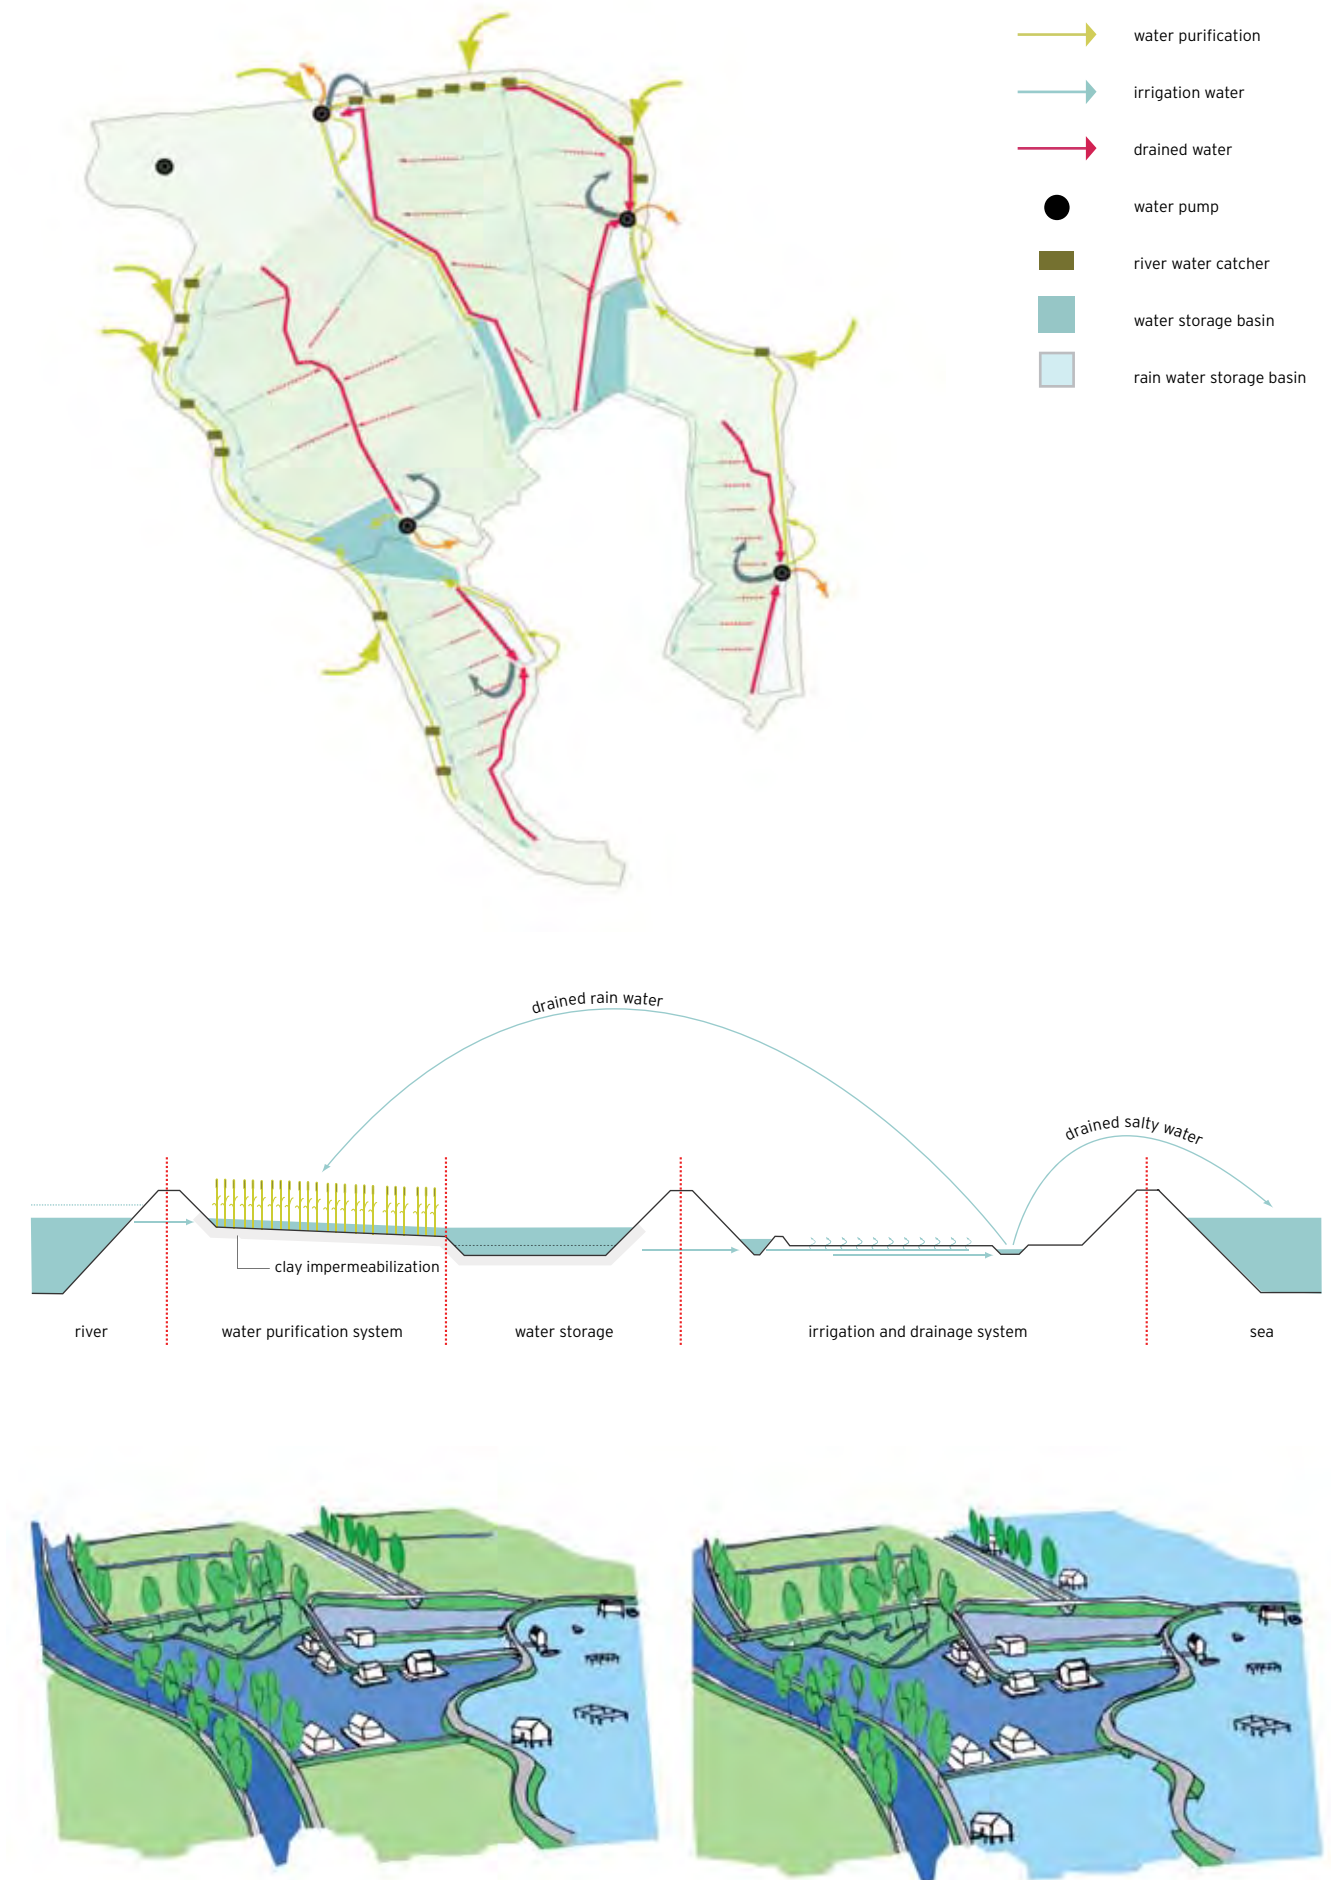 water purification
irrigation water
drained water
water pump
river water catcher
water storage basin
rain water storage basin
drained rain water
drained salty water
clay impermeabilization
river
water purification system
water storage
irrigation and drainage system
sea